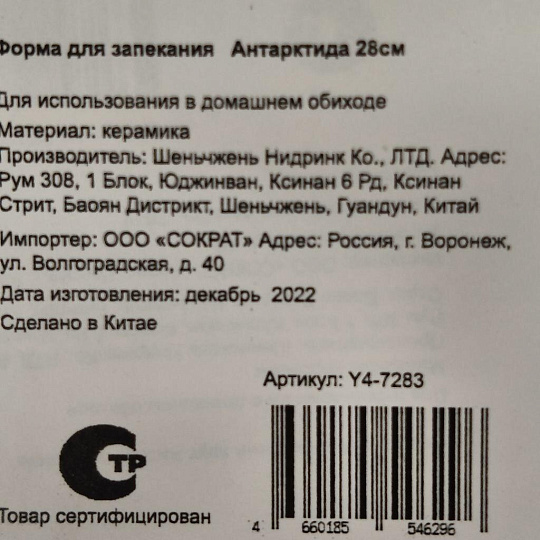 Форма для запекания Антарктида 28см
Для использования в домашнем обиходе
Материал: керамика
Производитель: Шеньчжень Нидринк Ко., ЛТД. Адрес:
Рум 308, 1 Блок, Юджинван, Ксинан 6 Рд, Ксинан
Стрит, Баоян Дистрикт, Шеньчжень, Гуандун, Китай
Импортер: ООО «СОКРАТ» Адрес: Россия, г. Воронеж,
ул. Волгоградская, д. 40
Дата изготовления: декабрь 2022
Сделано в Китае
Артикул: Y4-7283
СТР
Товар сертифицирован
4 660185 546296